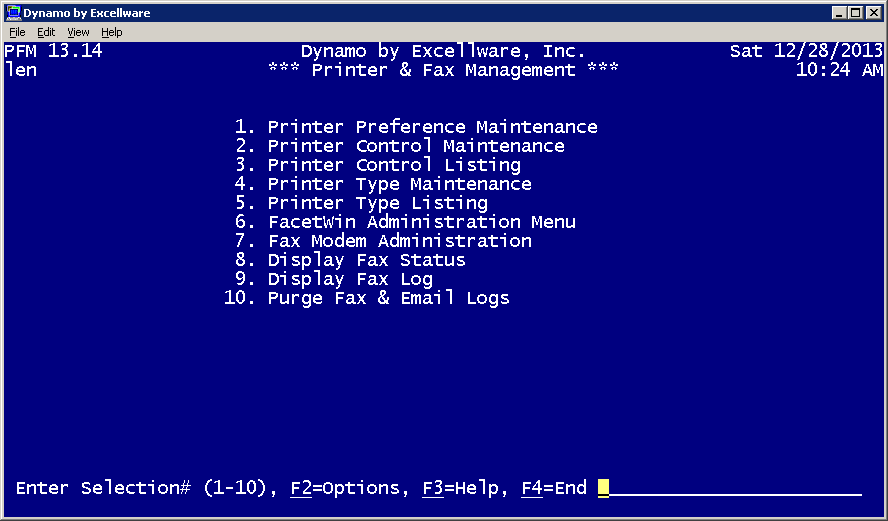 Dynamo by Excellware
File Edit View Help
PFM 13.14 Dynamo by Excellware, Inc. Sat 12/28/2013
len *** Printer & Fax Management *** 10:24 AM
1. Printer Preference Maintenance
2. Printer Control Maintenance
3. Printer Control Listing
4. Printer Type Maintenance
5. Printer Type Listing
6. FacetWin Administration Menu
7. Fax Modem Administration
8. Display Fax Status
9. Display Fax Log
10. Purge Fax & Email Logs
Enter Selection# (1-10), F2=Options, F3=Help, F4=End